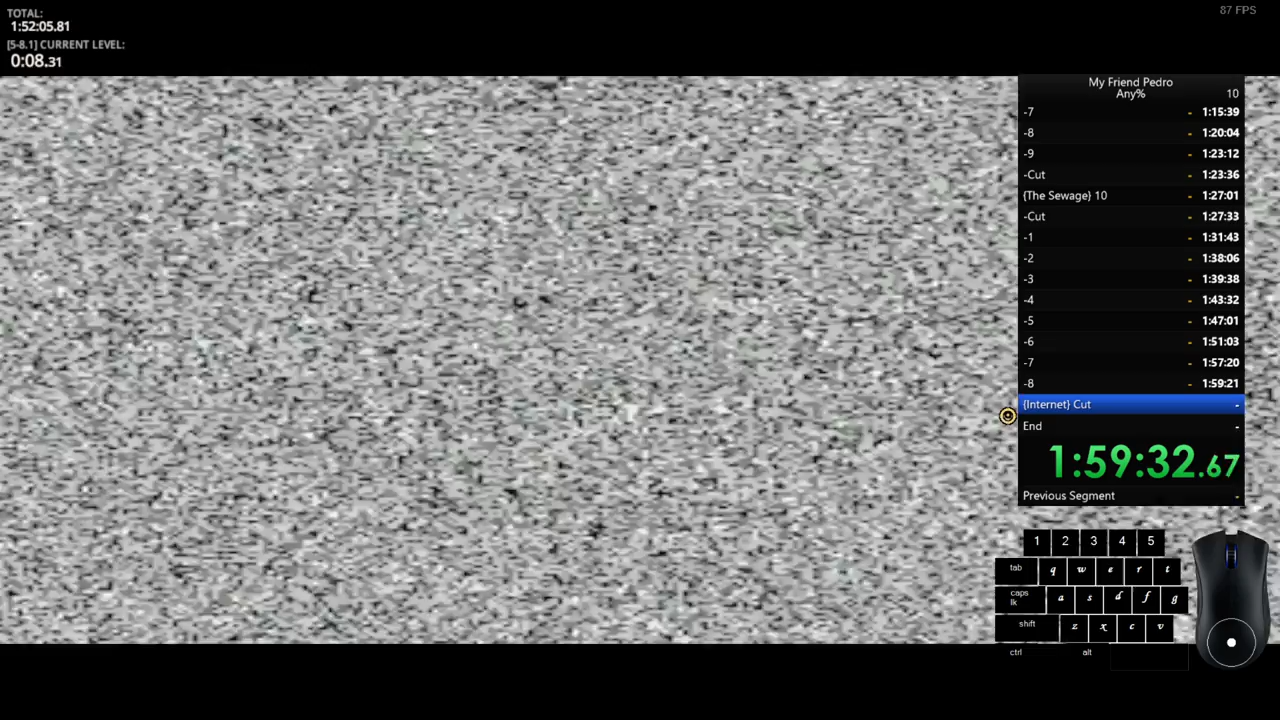 TOTAL:
1:52:05.81
[5-8.1] CURRENT LEVEL:
0:08.31
87 FPS
My Friend Pedro
Any% 10
-7 - 1:15:39
-8 - 1:20:04
-9 - 1:23:12
-Cut - 1:23:36
{The Sewage} 10 - 1:27:01
-Cut - 1:27:33
-1 - 1:31:43
-2 - 1:38:06
-3 - 1:39:38
-4 - 1:43:32
-5 - 1:47:01
-6 - 1:51:03
-7 - 1:57:20
-8 - 1:59:21
{Internet} Cut -
End -
1:59:32.67
Previous Segment -
1 2 3 4 5
tab q w e r t
caps lk a s d f g
shift z x c v
ctrl alt